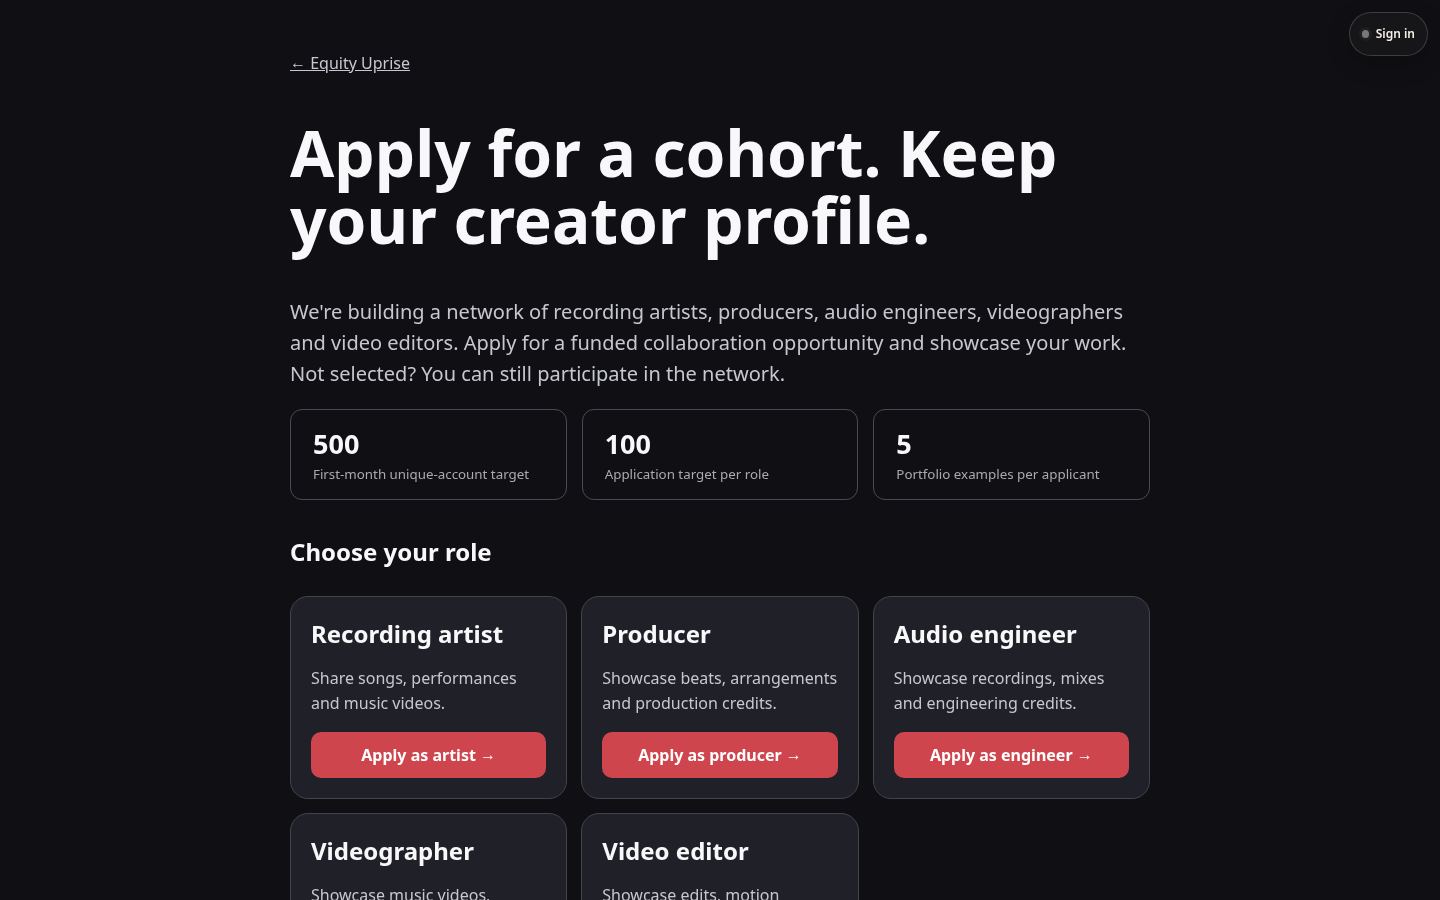 Sign in
← Equity Uprise
Apply for a cohort. Keep
your creator profile.
We're building a network of recording artists, producers, audio engineers, videographers
and video editors. Apply for a funded collaboration opportunity and showcase your work.
Not selected? You can still participate in the network.
500
First-month unique-account target
100
Application target per role
5
Portfolio examples per applicant
Choose your role
Recording artist
Share songs, performances
and music videos.
Apply as artist →
Producer
Showcase beats, arrangements
and production credits.
Apply as producer →
Audio engineer
Showcase recordings, mixes
and engineering credits.
Apply as engineer →
Videographer
Showcase music videos,
Video editor
Showcase edits, motion